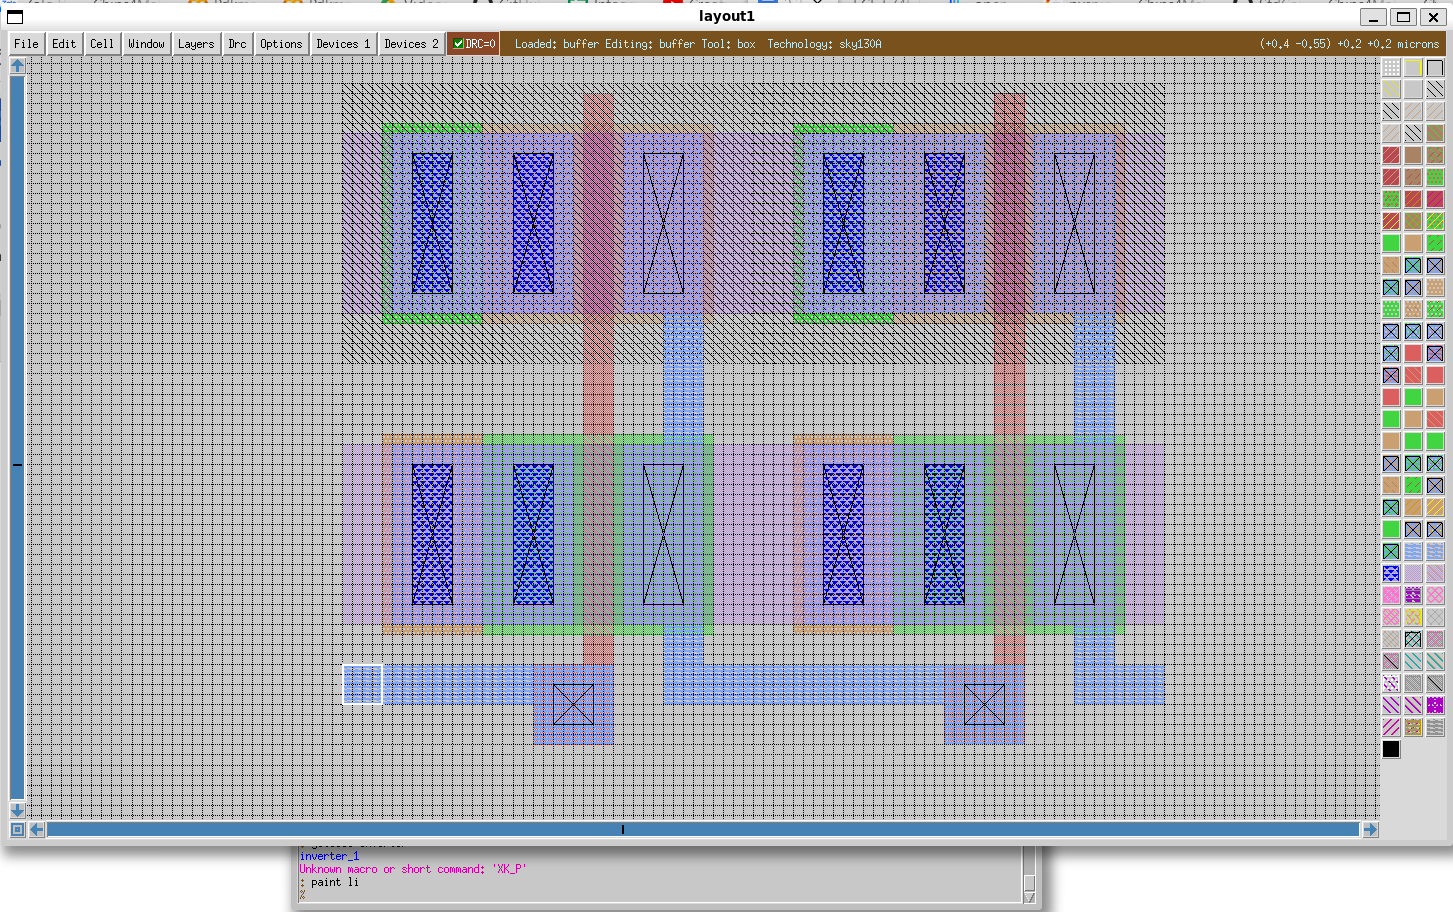 layout1
File Edit Cell Window Layers Drc Options Devices 1 Devices 2 DRC=0 Loaded: buffer Editing: buffer Tool: box Technology: sky130A (+0.4 -0.55) +0.2 +0.2 microns
inverter_1
Unknown macro or short command: 'XK_P'
: paint li
%